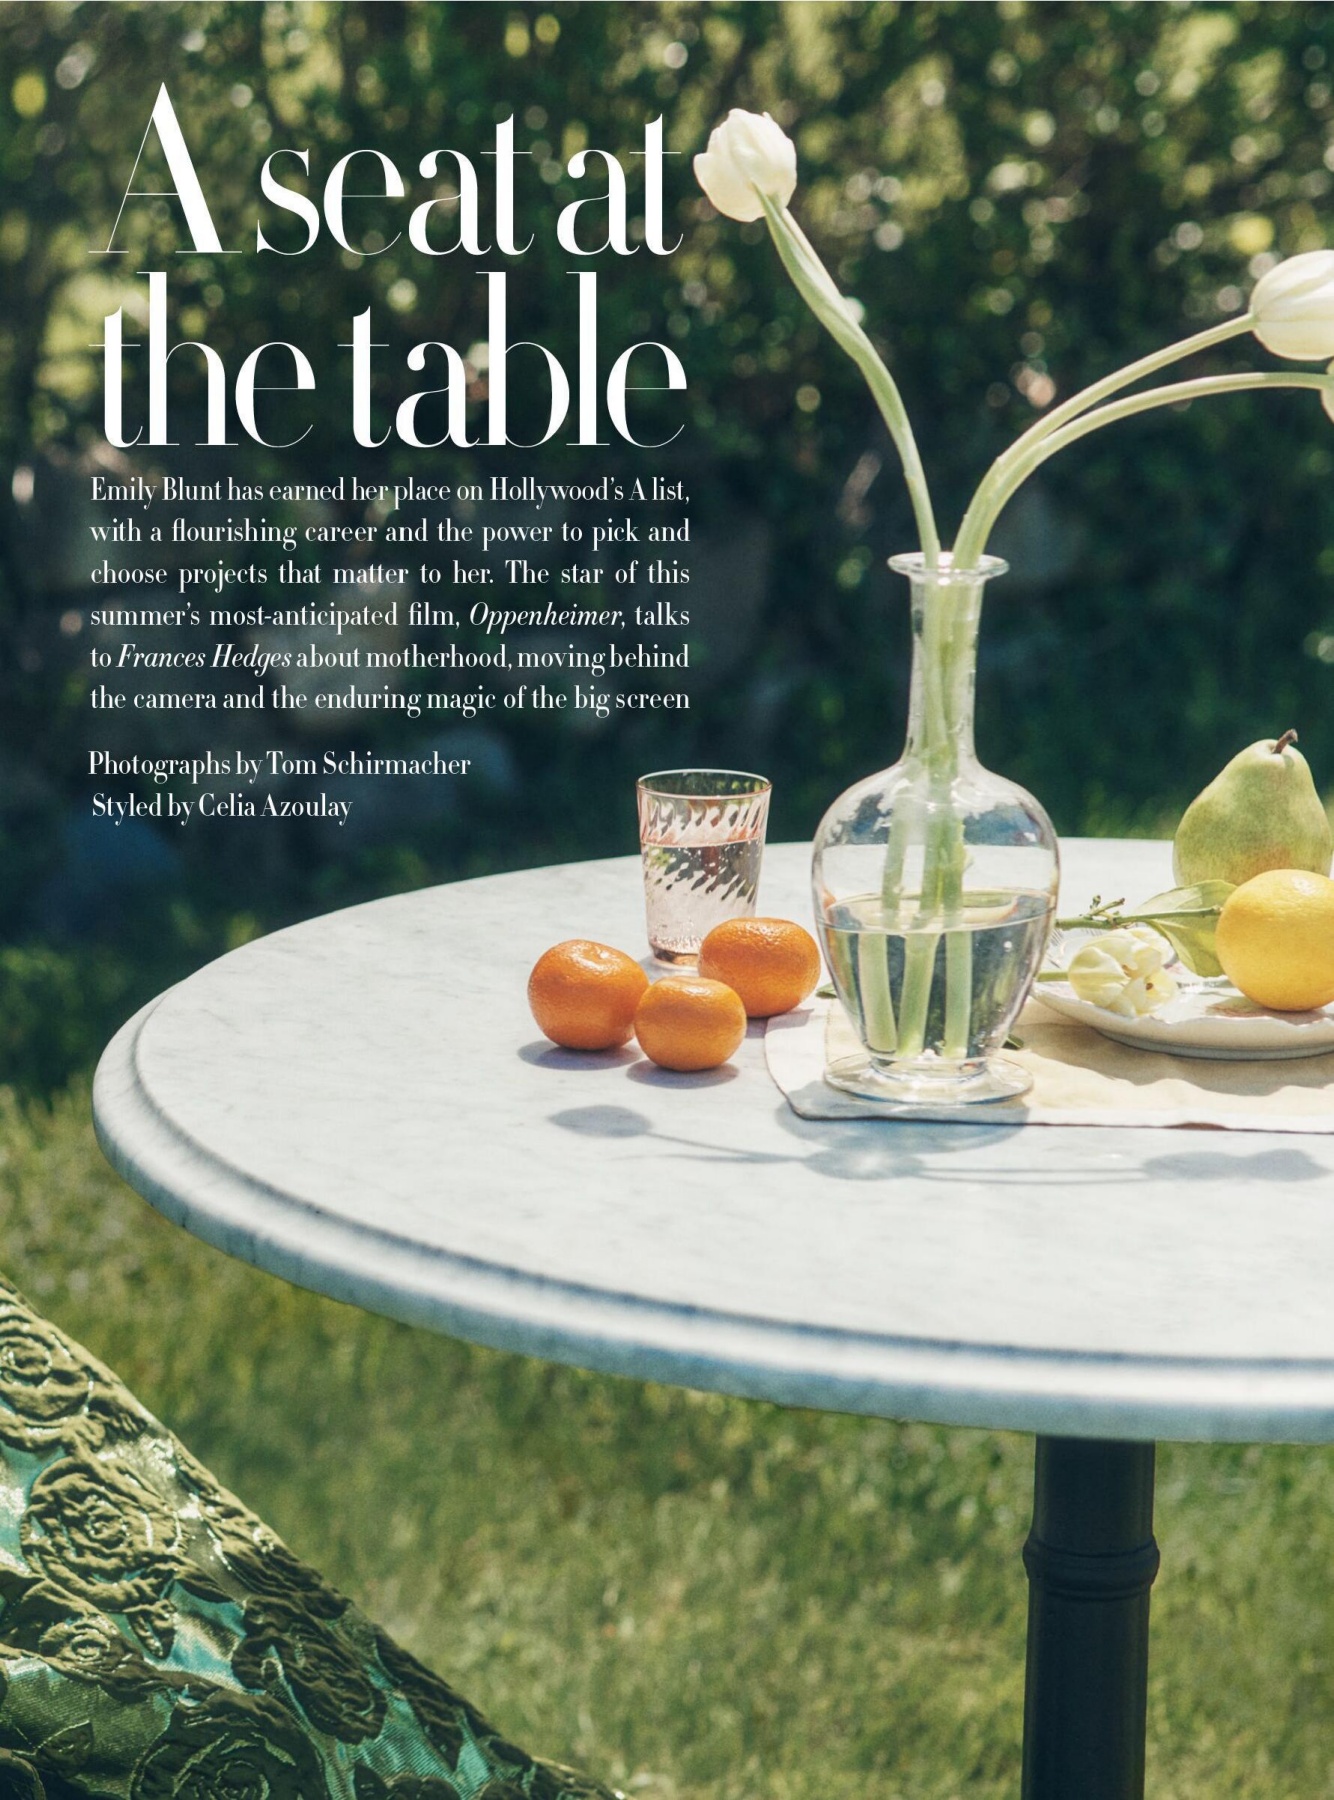 A seat at
the table
Emily Blunt has earned her place on Hollywood’s A list,
with a flourishing career and the power to pick and
choose projects that matter to her. The star of this
summer’s most-anticipated film, Oppenheimer, talks
to Frances Hedges about motherhood, moving behind
the camera and the enduring magic of the big screen
Photographs by Tom Schirmacher
Styled by Celia Azoulay